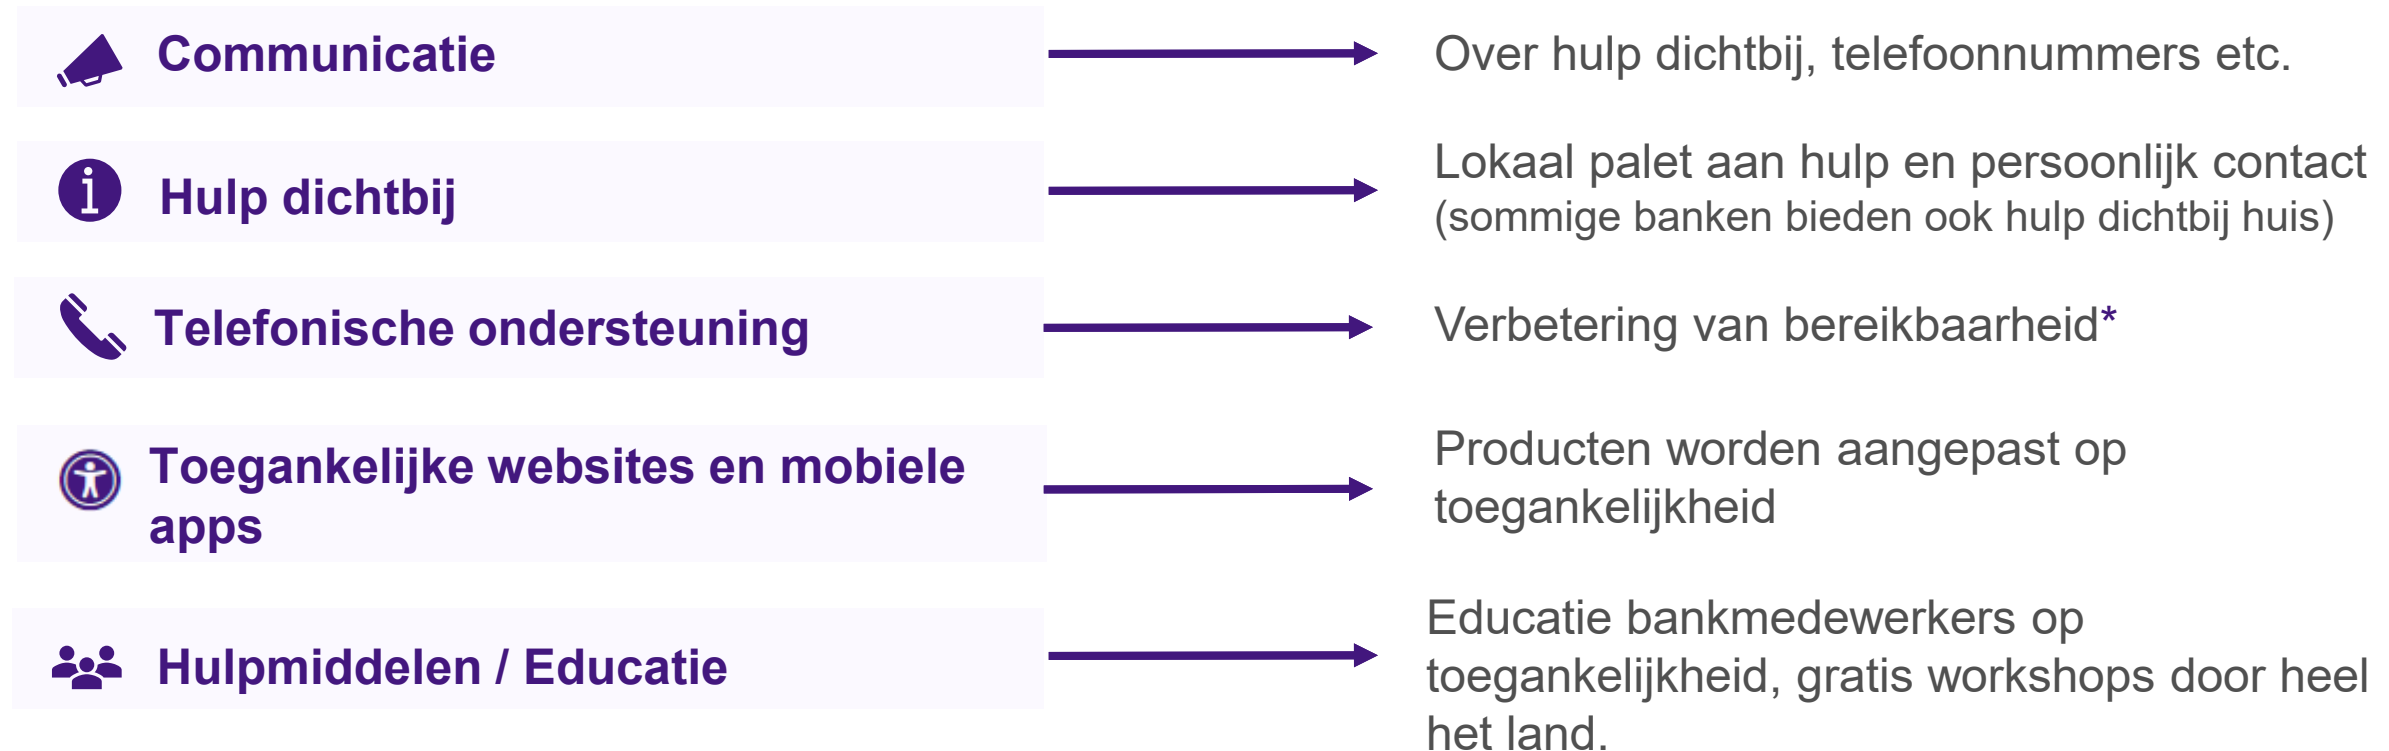 Communicatie
Over hulp dichtbij, telefoonnummers etc.
Hulp dichtbij
Lokaal palet aan hulp en persoonlijk contact
(sommige banken bieden ook hulp dichtbij huis)
Telefonische ondersteuning
Verbetering van bereikbaarheid*
Toegankelijke websites en mobiele
apps
Producten worden aangepast op
toegankelijkheid
Hulpmiddelen / Educatie
Educatie bankmedewerkers op
toegankelijkheid, gratis workshops door heel
het land.